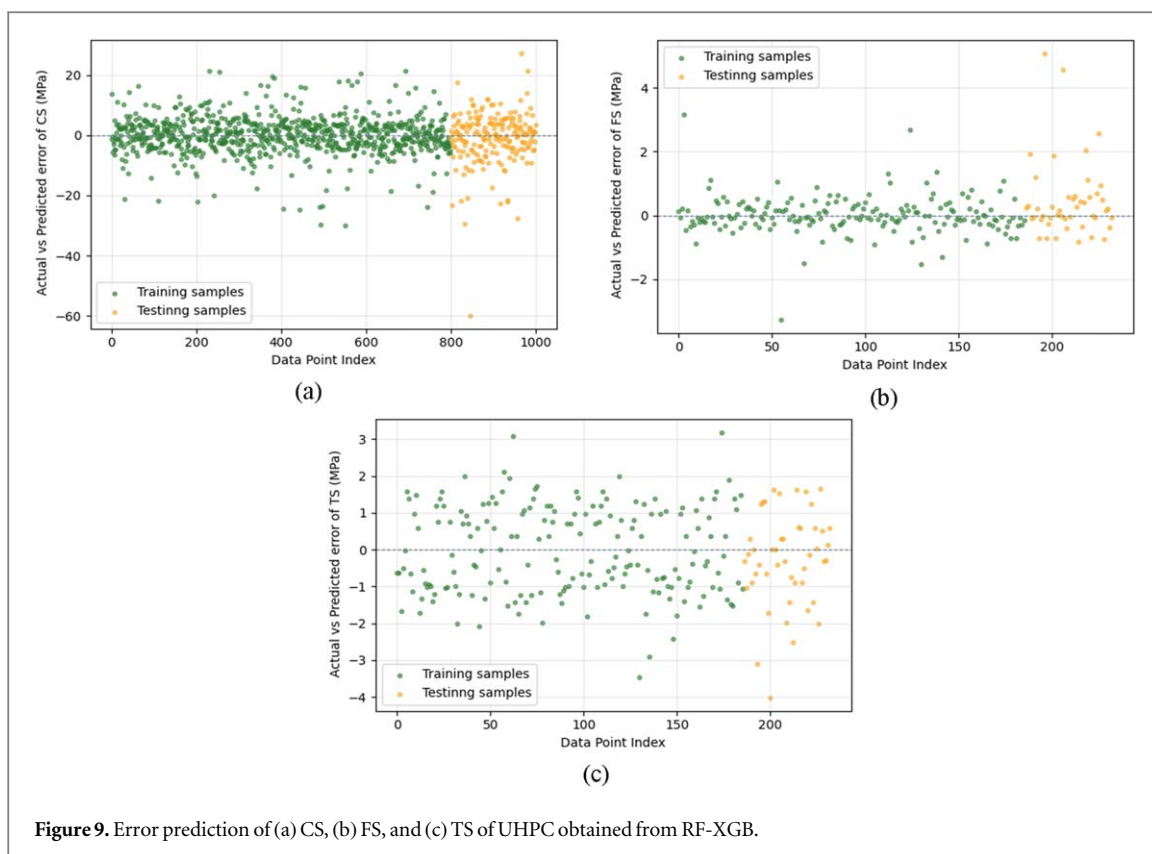 20
0
−20
−40
−60
Actual vs Predicted error of CS (MPa)
Training samples
Testinng samples
0 200 400 600 800 1000
Data Point Index
(a)
4
2
0
−2
Actual vs Predicted error of FS (MPa)
Training samples
Testinng samples
0 50 100 150 200
Data Point Index
(b)
3
2
1
0
−1
−2
−3
−4
Actual vs Predicted error of TS (MPa)
Training samples
Testinng samples
0 50 100 150 200
Data Point Index
(c)
Figure 9. Error prediction of (a) CS, (b) FS, and (c) TS of UHPC obtained from RF-XGB.